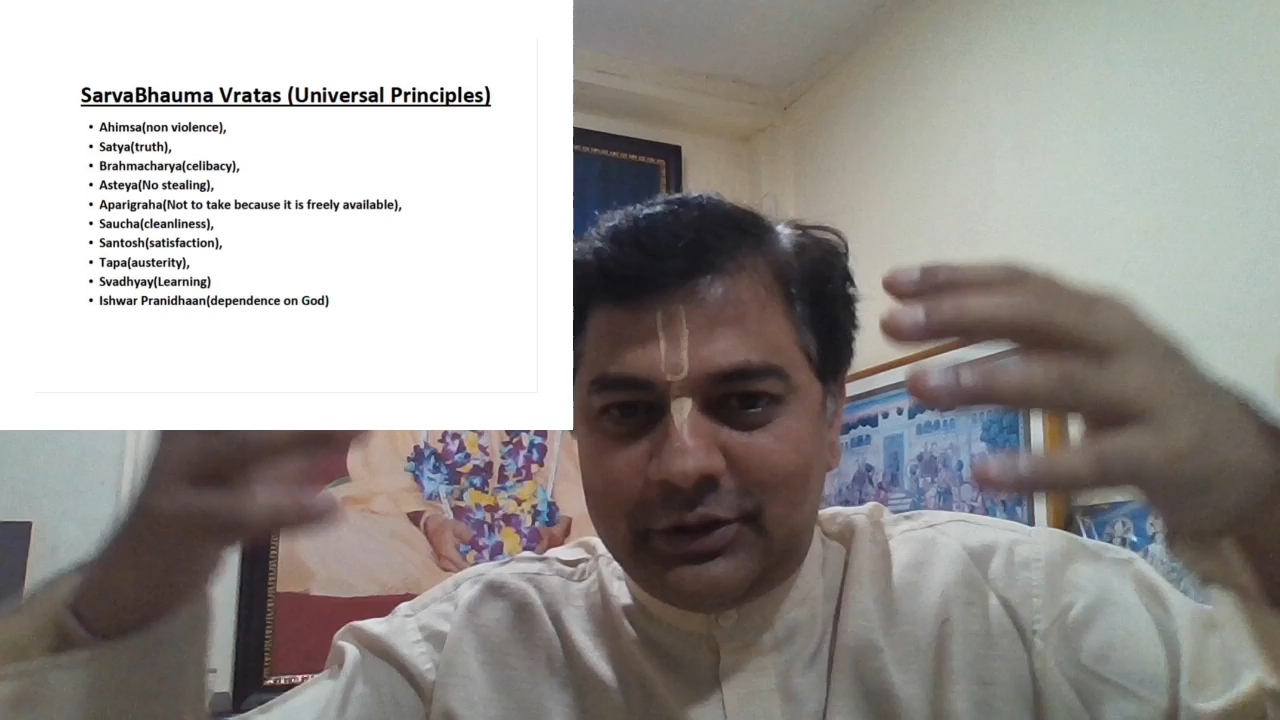 SarvaBhauma Vratas (Universal Principles)
• Ahimsa(non violence),
• Satya(truth),
• Brahmacharya(celibacy),
• Asteya(No stealing),
• Aparigraha(Not to take because it is freely available),
• Saucha(cleanliness),
• Santosh(satisfaction),
• Tapa(austerity),
• Svadhyay(Learning)
• Ishwar Pranidhaan(dependence on God)